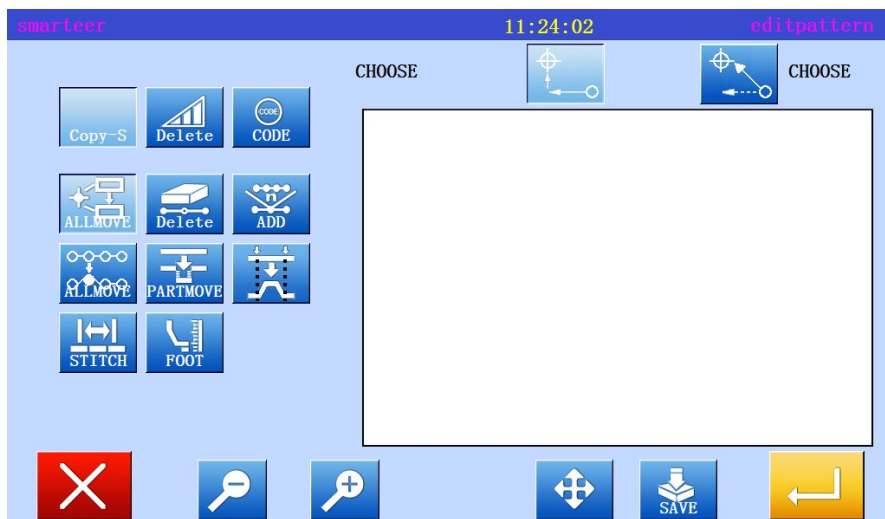 smarteer 11:24:02 editpattern
CHOOSE CHOOSE
Copy-S Delete CODE CODE
ALLMOVE Delete n ADD
ALLMOVE PARTMOVE
STITCH FOOT
SAVE